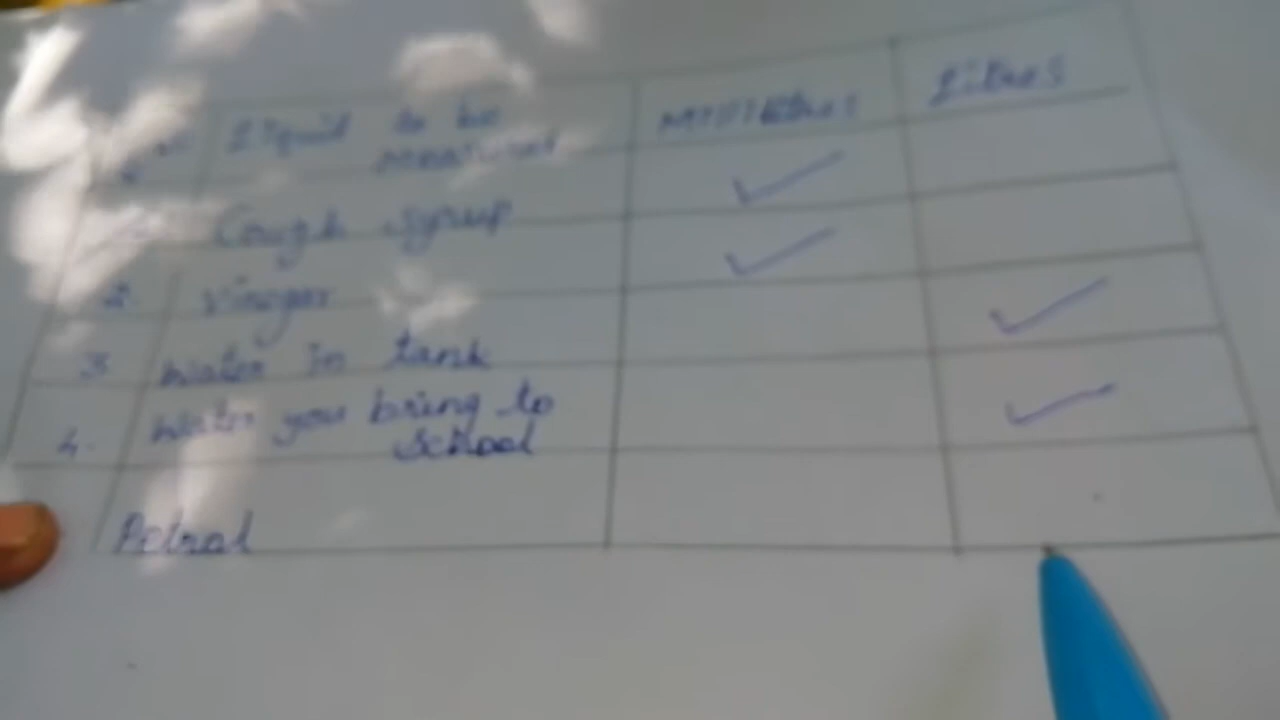 Liquid to be measured Millilitres Litres
Cough syrup
2. Vinegar
3 Water in tank
4. Water you bring to
School
Petrol